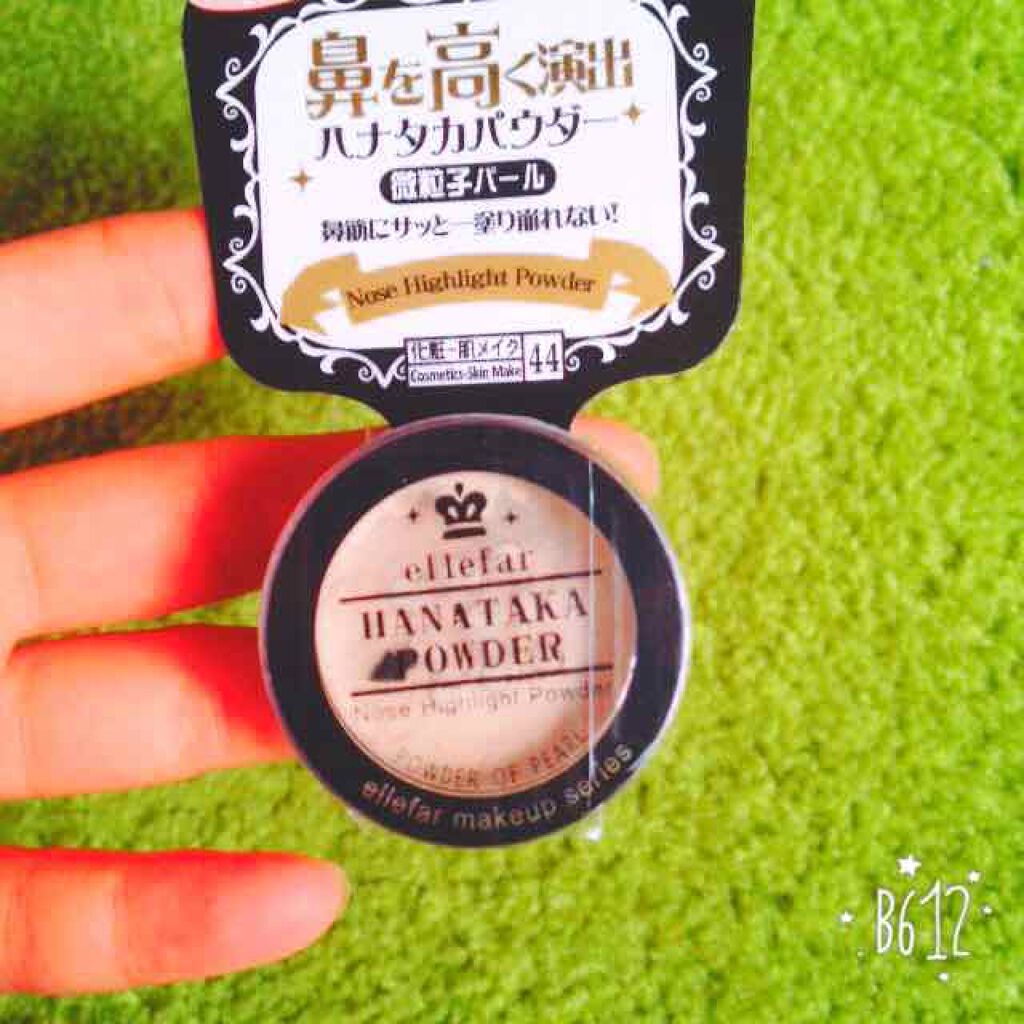 鼻を高く演出
ハナタカパウダー
微粒子パール
鼻筋にサッと一塗り崩れない!
Nose Highlight Powder
化粧-肌メイク
Cosmetics-Skin Make
44
ellefar
HANATAKA
POWDER
Nose Highlight Powder
POWDER OF PEARL
ellefar makeup series
B612